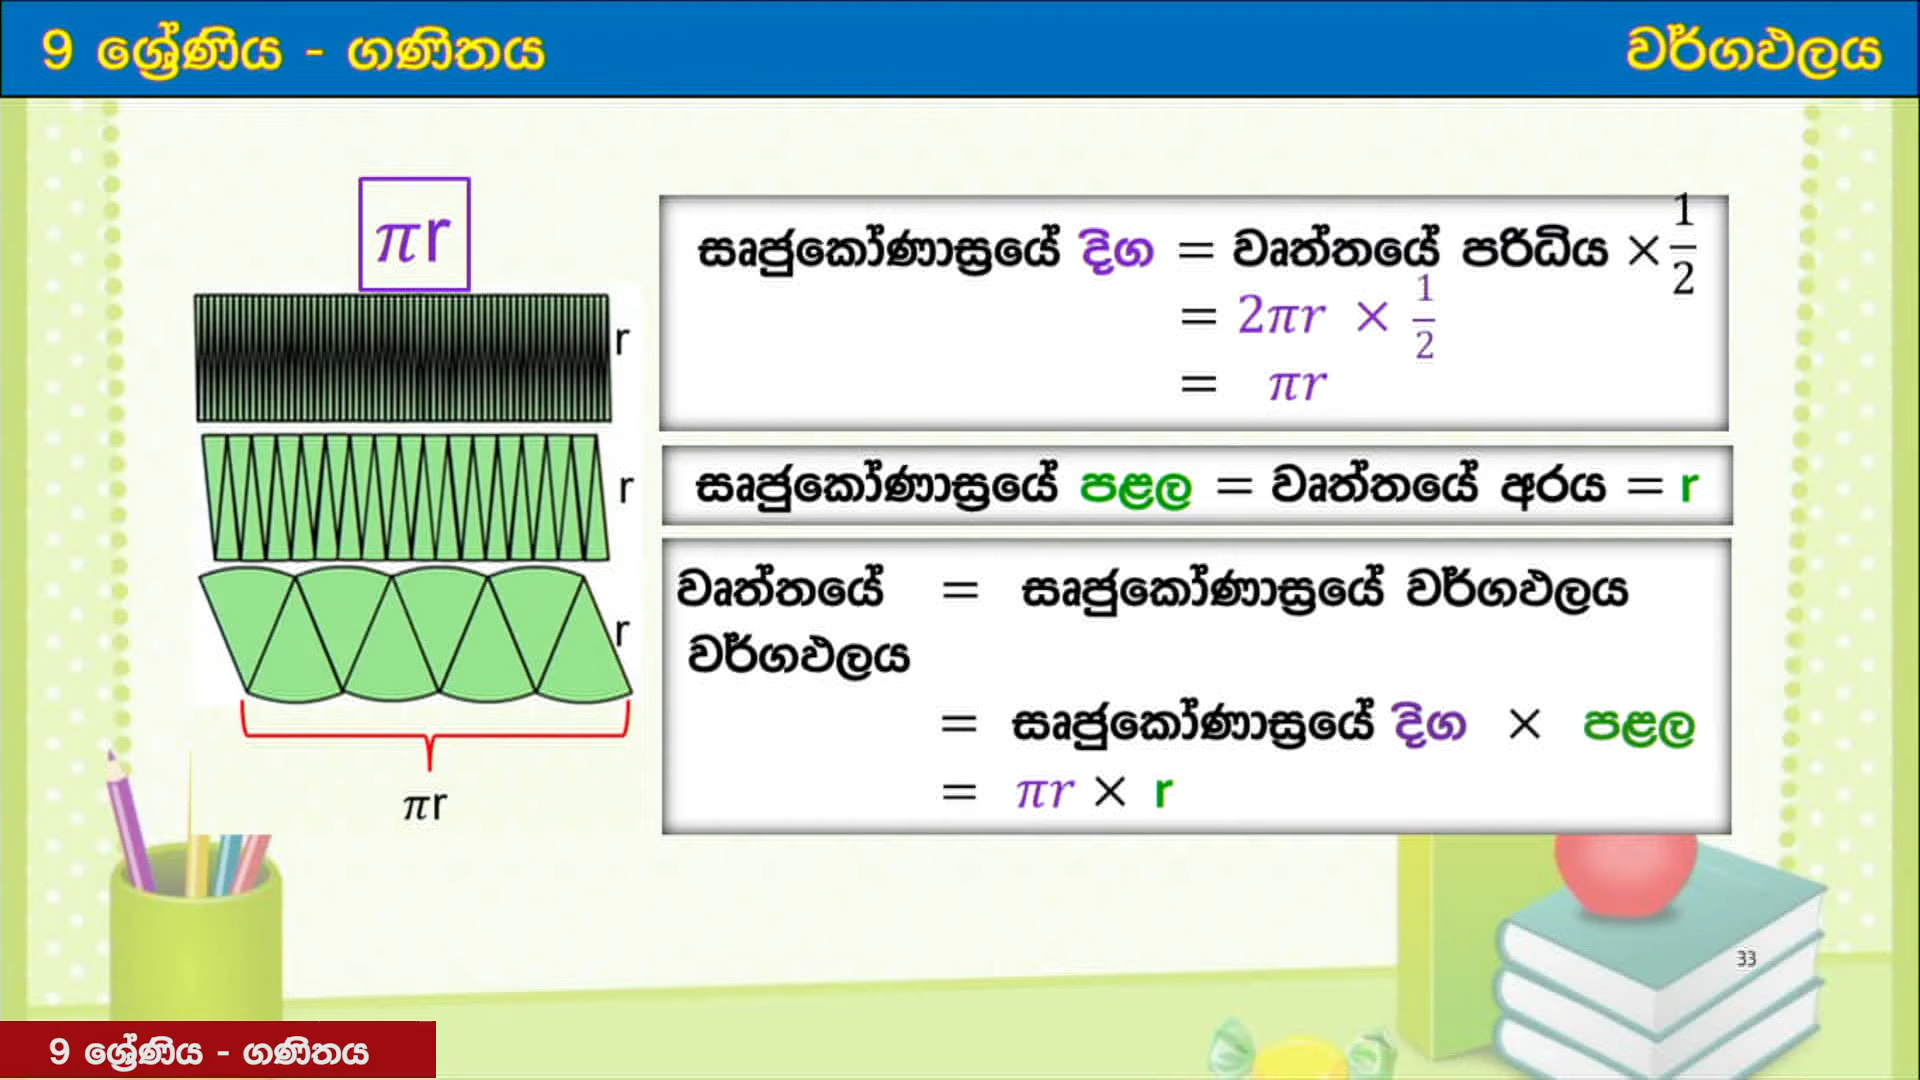 9 ශ්‍රේණිය - ගණිතය
වර්ගඵලය
πr
r
r
r
πr
සෘජුකෝණාස්‍රයේ දිග = වෘත්තයේ පරිධිය × 1/2
= 2πr × 1/2
= πr
සෘජුකෝණාස්‍රයේ පළල = වෘත්තයේ අරය = r
වෘත්තයේ = සෘජුකෝණාස්‍රයේ වර්ගඵලය
වර්ගඵලය
= සෘජුකෝණාස්‍රයේ දිග × පළල
= πr × r
33
9 ශ්‍රේණිය - ගණිතය